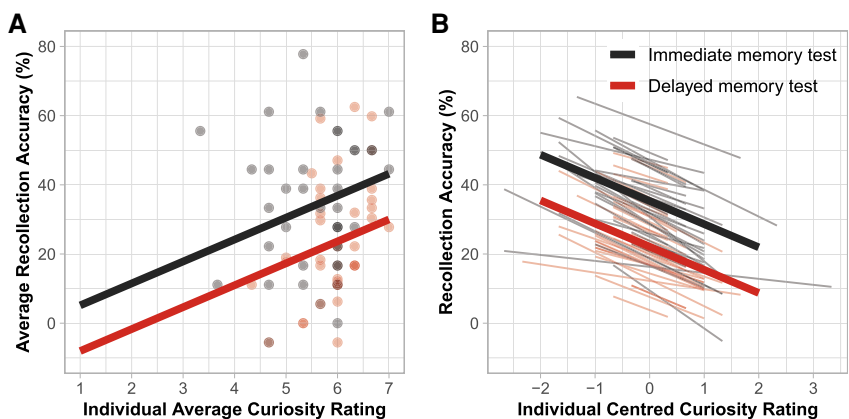 A
80
60
40
20
0
Average Recollection Accuracy (%)
1 2 3 4 5 6 7
Individual Average Curiosity Rating
B
80
60
40
20
0
Recollection Accuracy (%)
Immediate memory test
Delayed memory test
−2 −1 0 1 2 3
Individual Centred Curiosity Rating